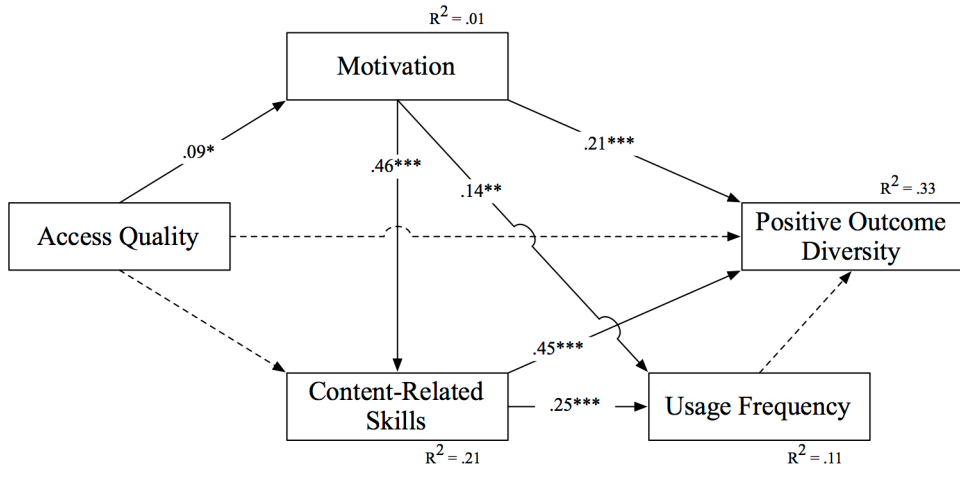 R2 = .01
Motivation
.09*
.46***
.21***
.14**
R2 = .33
Access Quality
Positive Outcome
Diversity
.45***
Content-Related
Skills
.25***
Usage Frequency
R2 = .21
R2 = .11